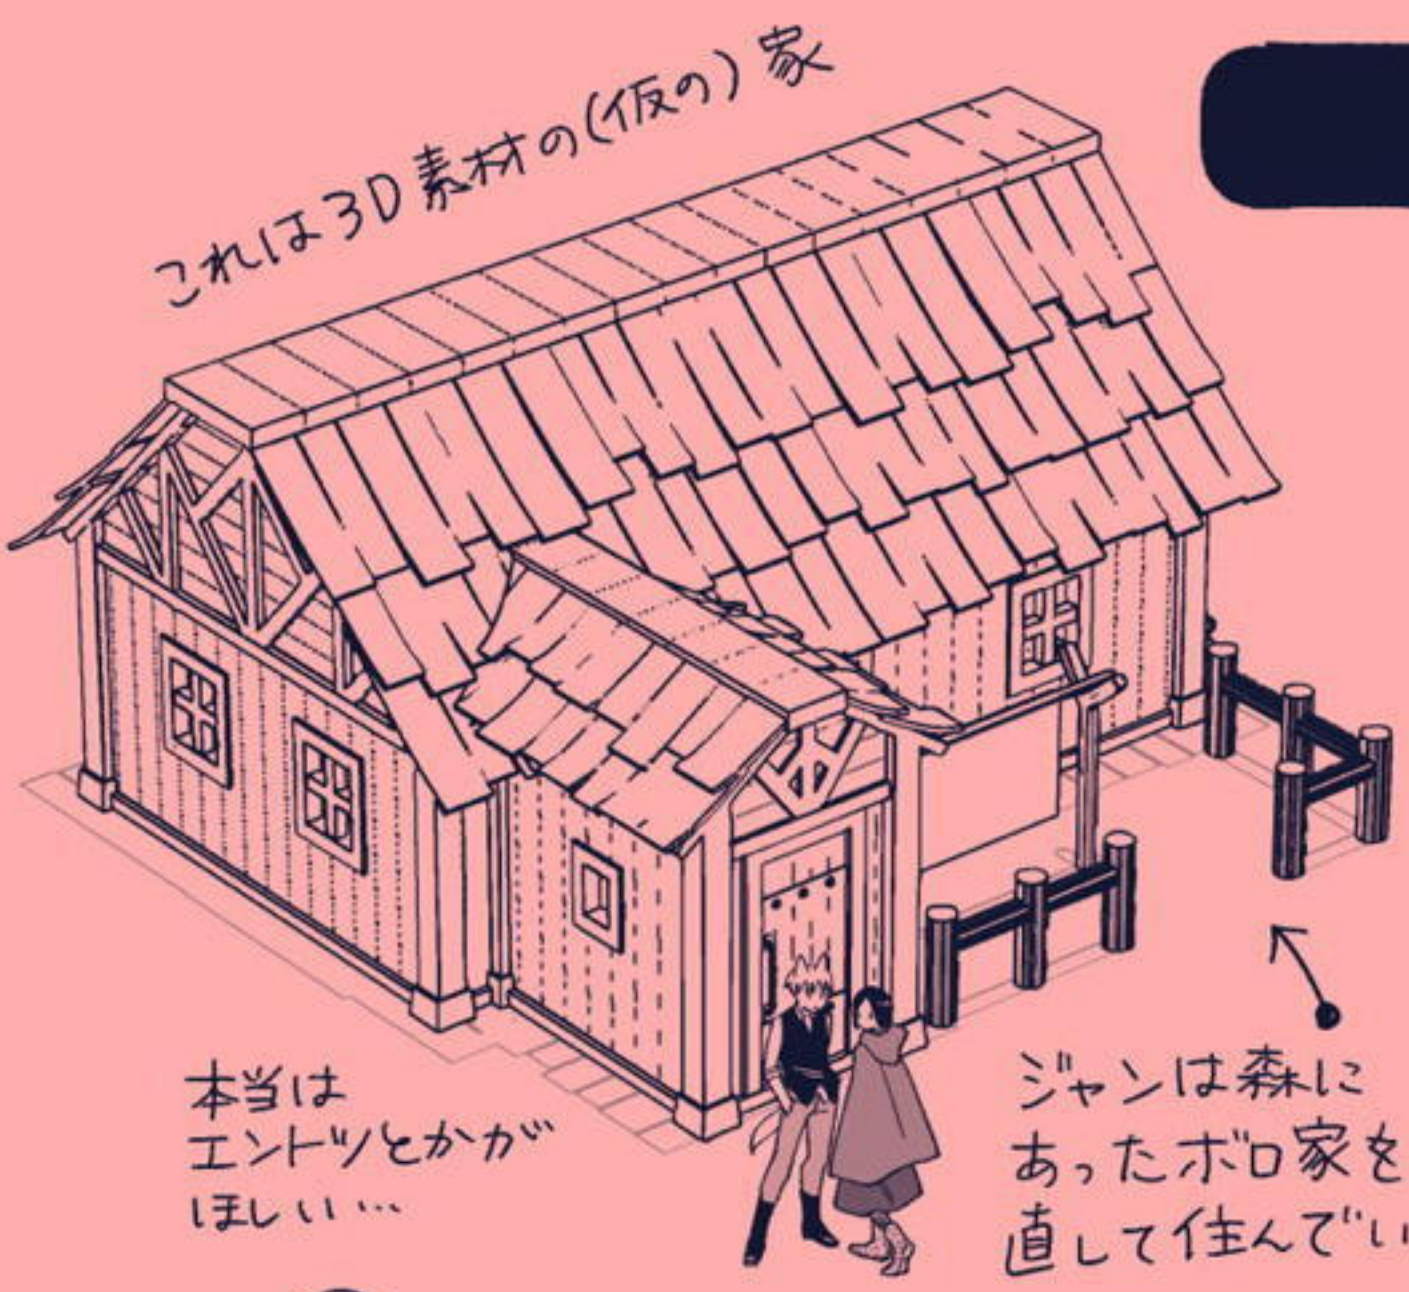 これは3D素材の(仮の)家
本当は
エントツとかが
ほしい…
ジャンは森に
あったボロ家を
直して住んでい